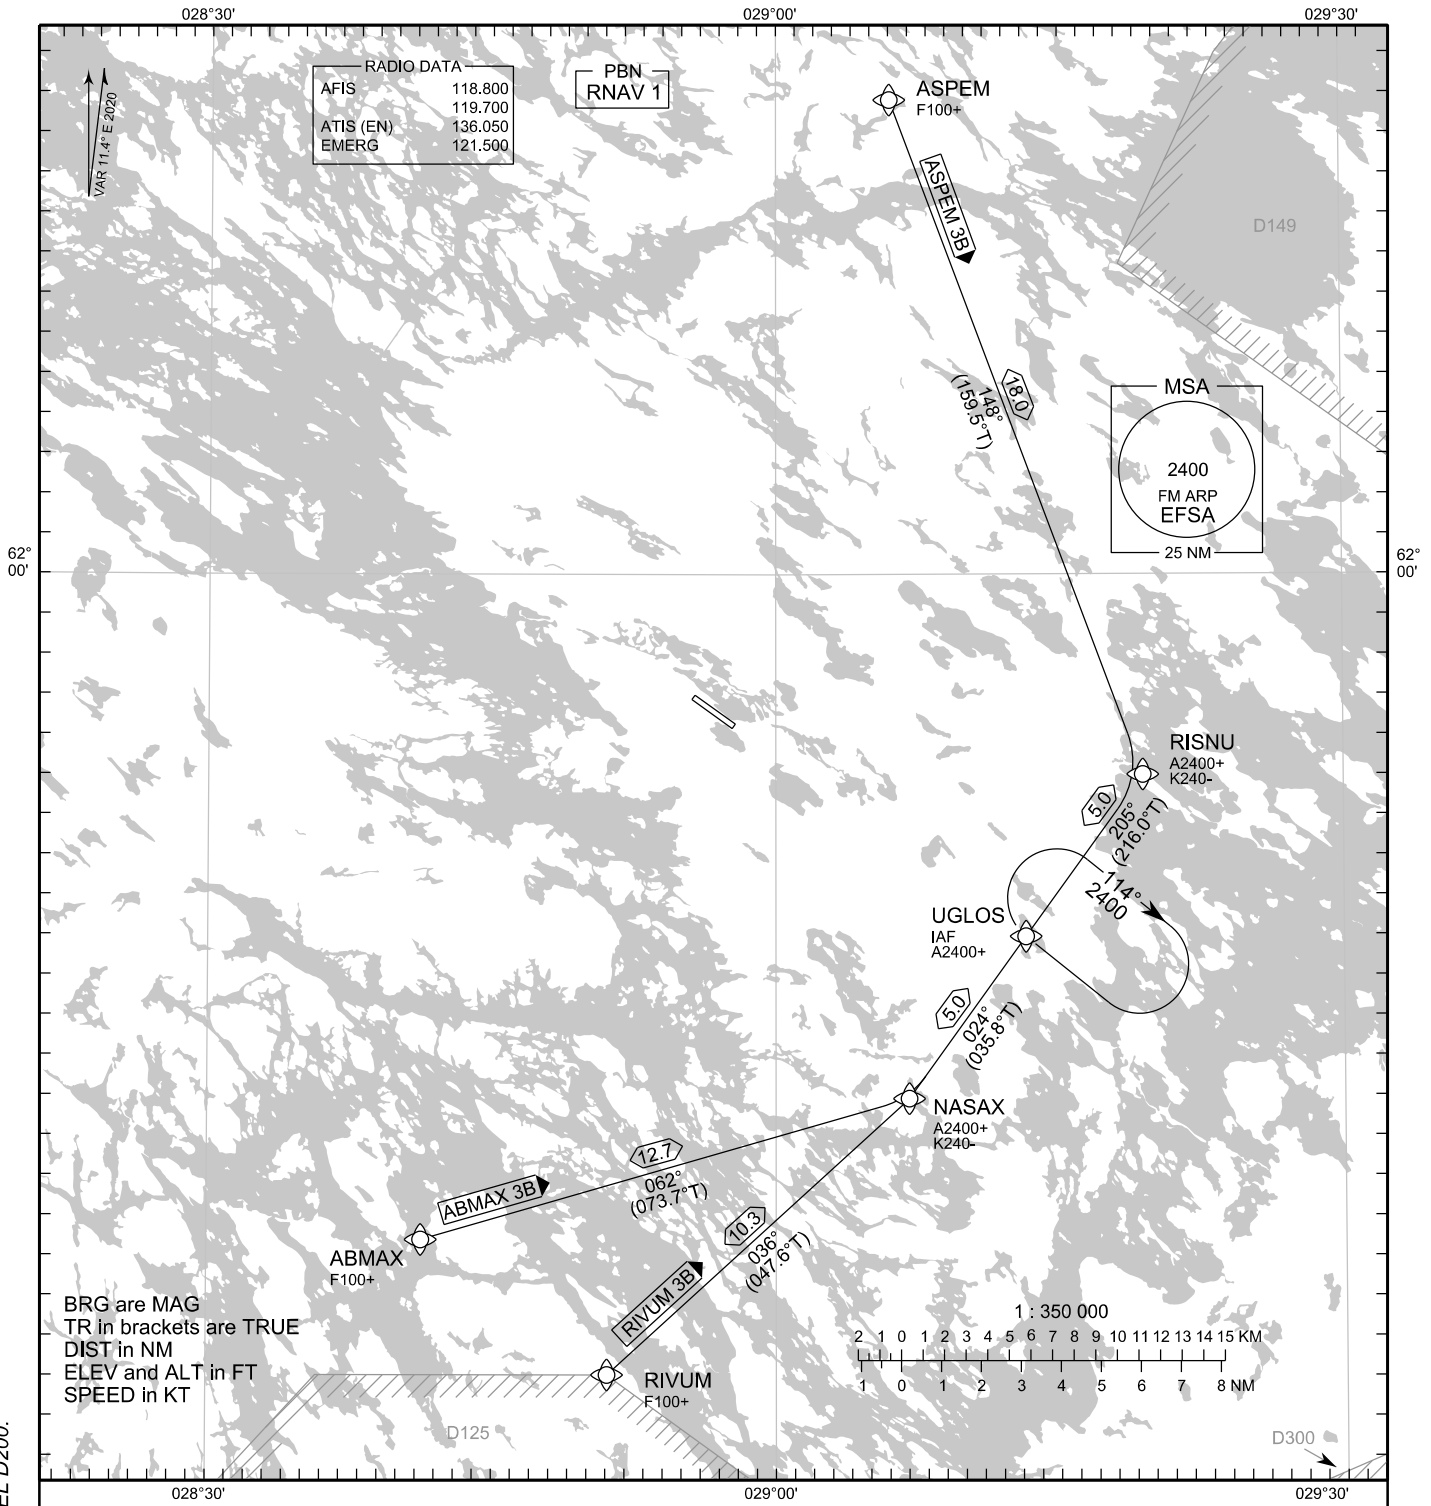 028°30'
029°00'
029°30'
VAR 11.4° E 2020
RADIO DATA
AFIS 118.800
119.700
ATIS (EN) 136.050
EMERG 121.500
PBN
RNAV 1
ASPEM
F100+
ASPEM 3B
D149
18.0
148°
(159.5°T)
MSA
2400
FM ARP
EFSA
25 NM
62°
00'
62°
00'
RISNU
A2400+
K240-
5.0
205°
(216.0°T)
114°
2400
UGLOS
IAF
A2400+
5.0
024°
(035.8°T)
NASAX
A2400+
K240-
12.7
062°
(073.7°T)
ABMAX 3B
ABMAX
F100+
10.3
036°
(047.6°T)
RIVUM 3B
RIVUM
F100+
BRG are MAG
TR in brackets are TRUE
DIST in NM
ELEV and ALT in FT
SPEED in KT
1 : 350 000
2 1 0 1 2 3 4 5 6 7 8 9 10 11 12 13 14 15 KM
1 0 1 2 3 4 5 6 7 8 NM
D125
D300
EL D200.
028°30'
029°00'
029°30'